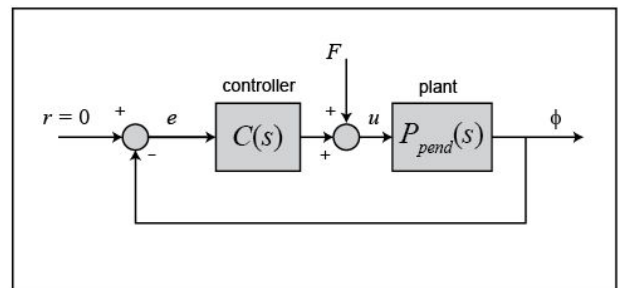 F
controller
plant
r = 0
+
e
+
u
ϕ
C(s)
P_pend(s)
−
+